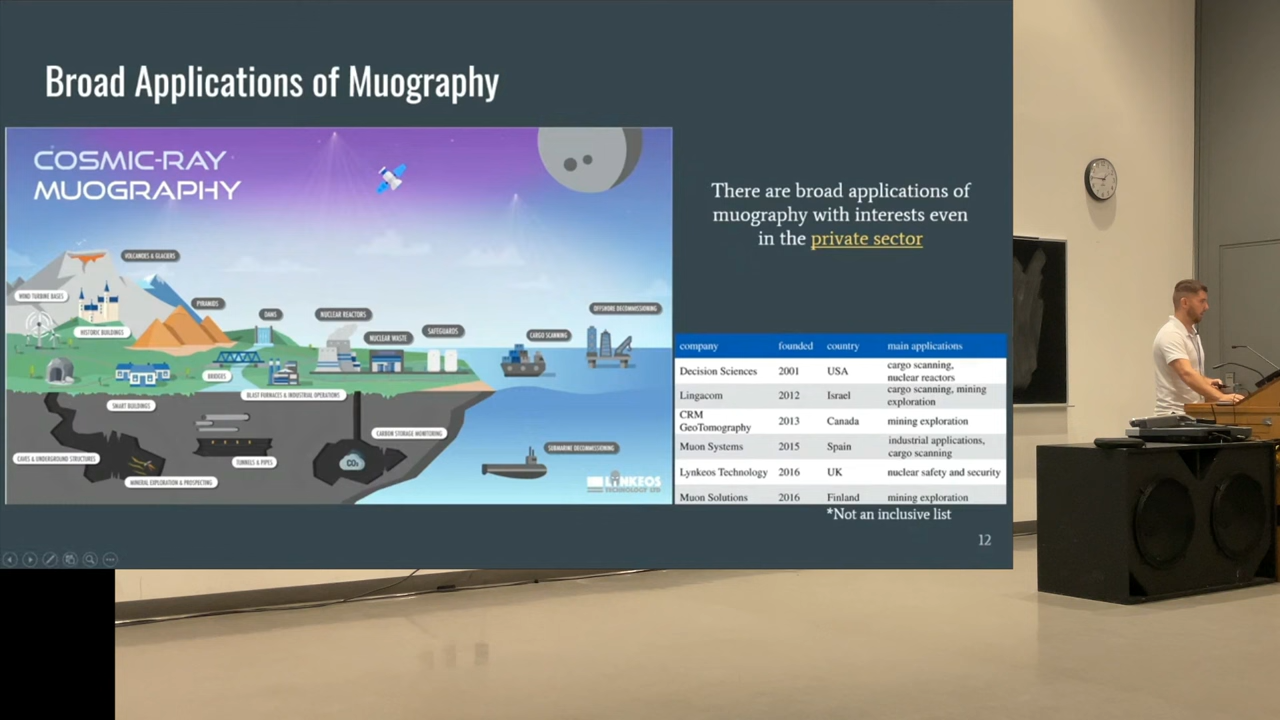 Broad Applications of Muography
COSMIC-RAY
MUOGRAPHY
VOLCANOES & GLACIERS
WIND TURBINE BASES
HISTORIC BUILDINGS
PYRAMIDS
DAMS
NUCLEAR REACTORS
NUCLEAR WASTE
SAFEGUARDS
CARGO SCANNING
OFFSHORE DECOMMISSIONING
BRIDGES
BLAST FURNACES & INDUSTRIAL OPERATIONS
SMART BUILDINGS
CARBON STORAGE MONITORING
CAVES & UNDERGROUND STRUCTURES
TUNNELS & PIPES
CO₂
SUBMARINE DECOMMISSIONING
MINERAL EXPLORATION & PROSPECTING
LYNKEOS
TECHNOLOGY LTD
There are broad applications of
muography with interests even
in the private sector
company founded country main applications
Decision Sciences 2001 USA cargo scanning,
nuclear reactors
Lingacom 2012 Israel cargo scanning, mining
exploration
CRM
GeoTomography 2013 Canada mining exploration
Muon Systems 2015 Spain industrial applications,
cargo scanning
Lynkeos Technology 2016 UK nuclear safety and security
Muon Solutions 2016 Finland mining exploration
*Not an inclusive list
12